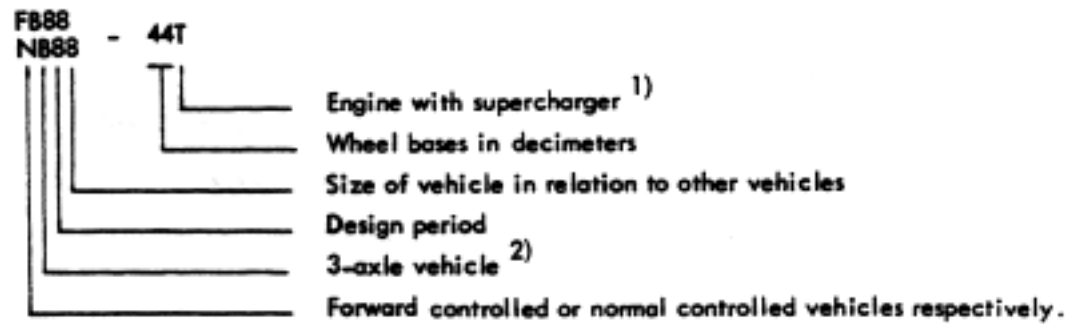 FB88
NB88 - 44T
Engine with supercharger 1)
Wheel bases in decimeters
Size of vehicle in relation to other vehicles
Design period
3-axle vehicle 2)
Forward controlled or normal controlled vehicles respectively.